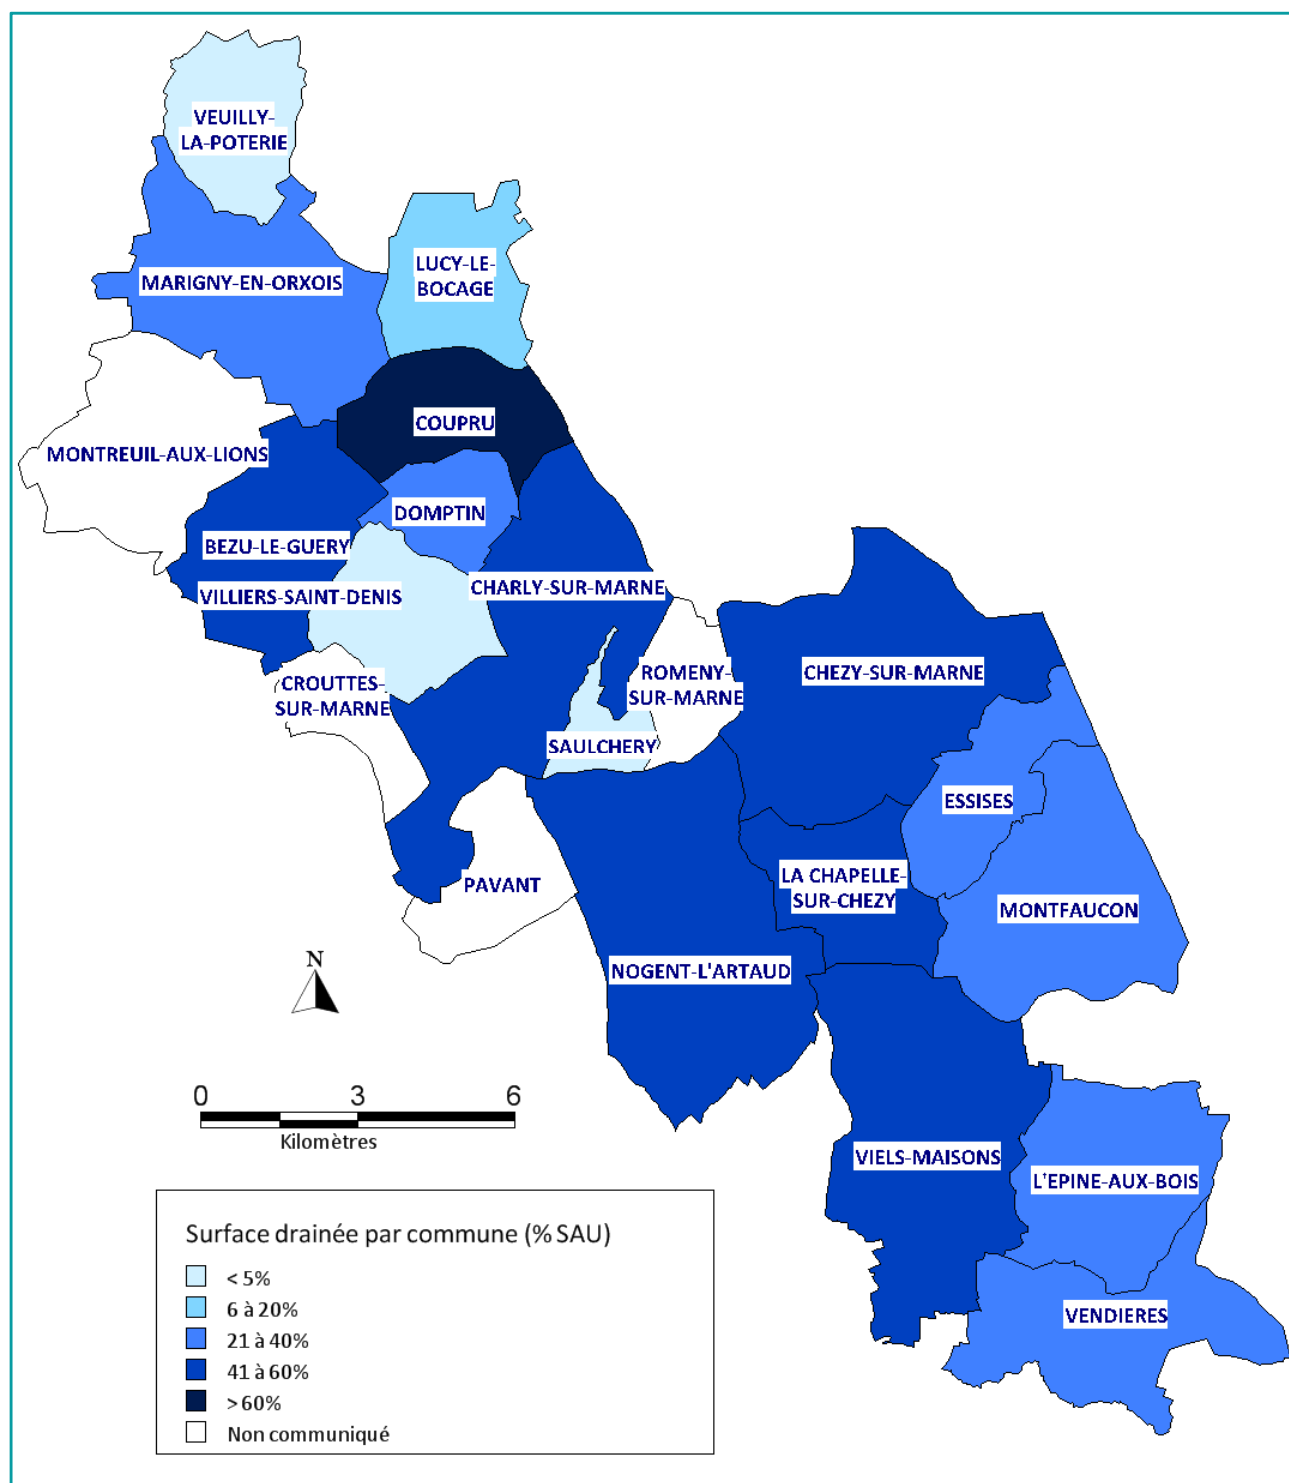 VEUILLY-
LA-POTERIE
LUCY-LE-
BOCAGE
MARIGNY-EN-ORXOIS
COUPRU
MONTREUIL-AUX-LIONS
DOMPTIN
BEZU-LE-GUERY
CHARLY-SUR-MARNE
VILLIERS-SAINT-DENIS
ROMENY-
SUR-MARNE
CHEZY-SUR-MARNE
CROUTTES-
SUR-MARNE
SAULCHERY
ESSISES
PAVANT
LA CHAPELLE-
SUR-CHEZY
MONTFAUCON
NOGENT-L'ARTAUD
N
0 3 6
Kilomètres
VIELS-MAISONS
L'EPINE-AUX-BOIS
VENDIERES
Surface drainée par commune (% SAU)
< 5%
6 à 20%
21 à 40%
41 à 60%
> 60%
Non communiqué